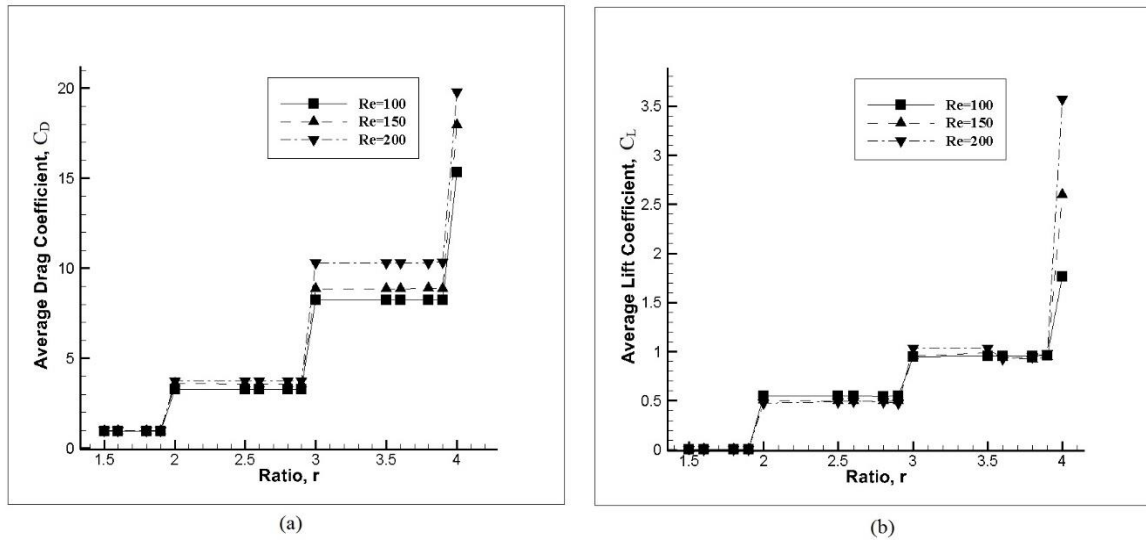 Average Drag Coefficient, C_D
20
15
10
5
0
1.5 2 2.5 3 3.5 4
Ratio, r
Re=100
Re=150
Re=200
(a)
Average Lift Coefficient, C_L
3.5
3
2.5
2
1.5
1
0.5
0
1.5 2 2.5 3 3.5 4
Ratio, r
Re=100
Re=150
Re=200
(b)